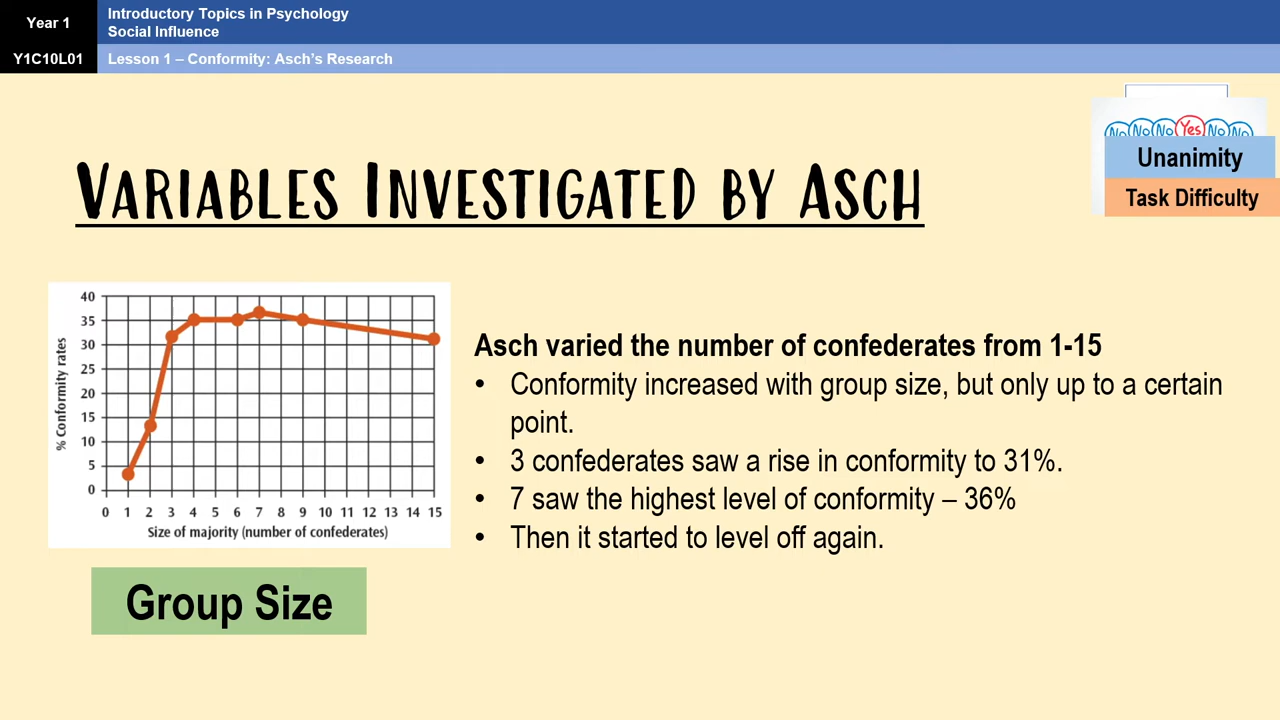 Year 1
Introductory Topics in Psychology
Social Influence
Y1C10L01
Lesson 1 – Conformity: Asch's Research
No No No Yes No No
Unanimity
Task Difficulty
VARIABLES INVESTIGATED BY ASCH
40
35
30
25
20
15
10
5
0
% Conformity rates
0 1 2 3 4 5 6 7 8 9 10 11 12 13 14 15
Size of majority (number of confederates)
Group Size
Asch varied the number of confederates from 1-15
• Conformity increased with group size, but only up to a certain
point.
• 3 confederates saw a rise in conformity to 31%.
• 7 saw the highest level of conformity – 36%
• Then it started to level off again.